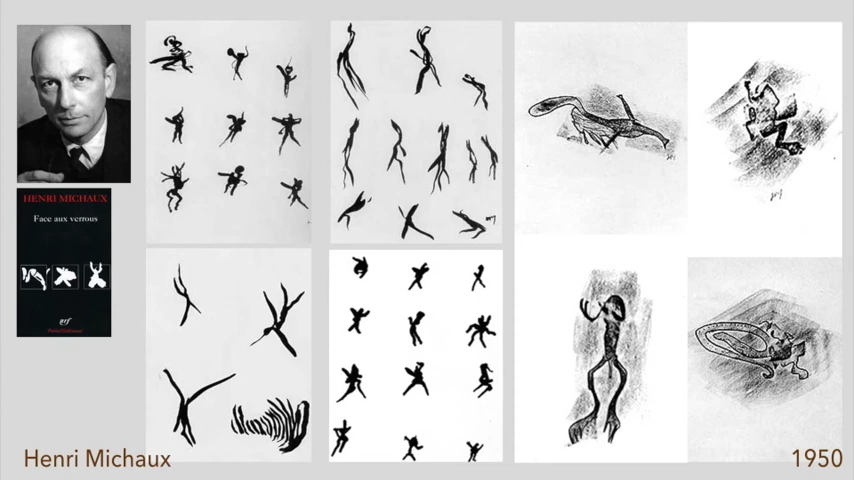 HENRI MICHAUX
Face aux verrous
nrf
Poésie/Gallimard
Henri Michaux
1950